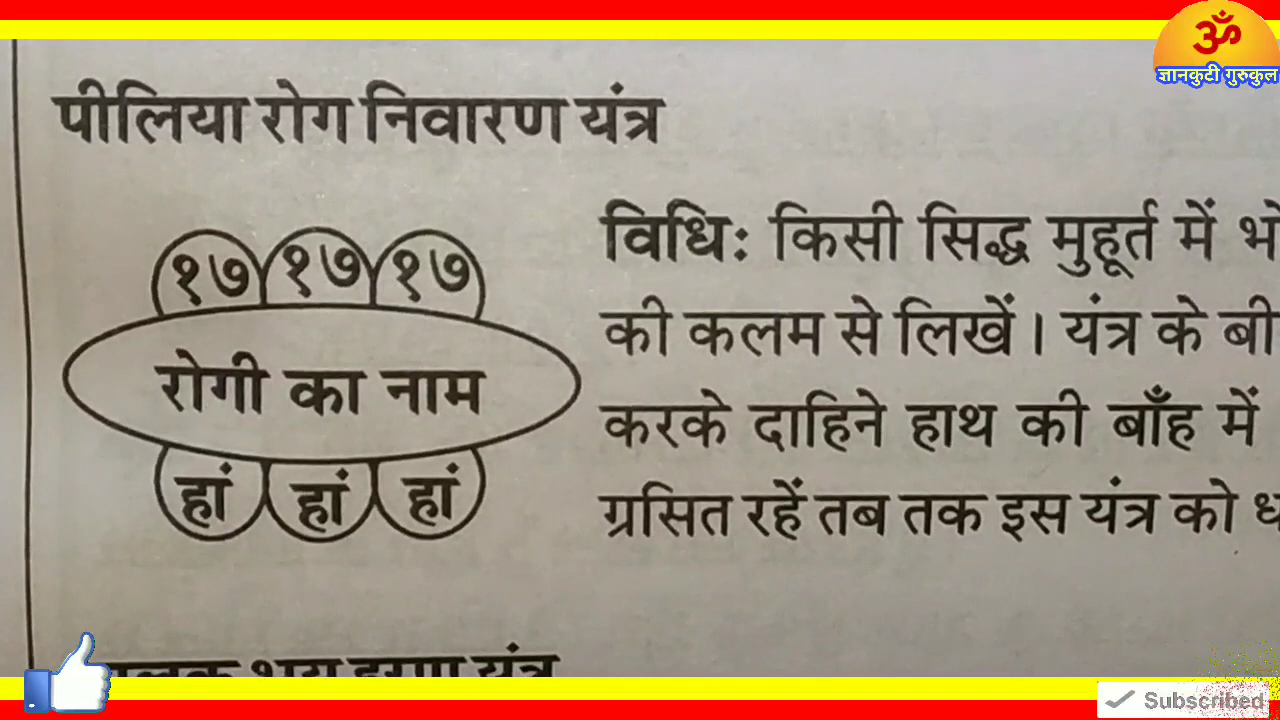 ॐ
ज्ञानकुटी गुरुकुल
पीलिया रोग निवारण यंत्र
१७ १७ १७
रोगी का नाम
हां हां हां
विधिः किसी सिद्ध मुहूर्त में
की कलम से लिखें। यंत्र के
करके दाहिने हाथ की बाँह में
ग्रसित रहें तब तक इस यंत्र को
यंत्र
Subscribed